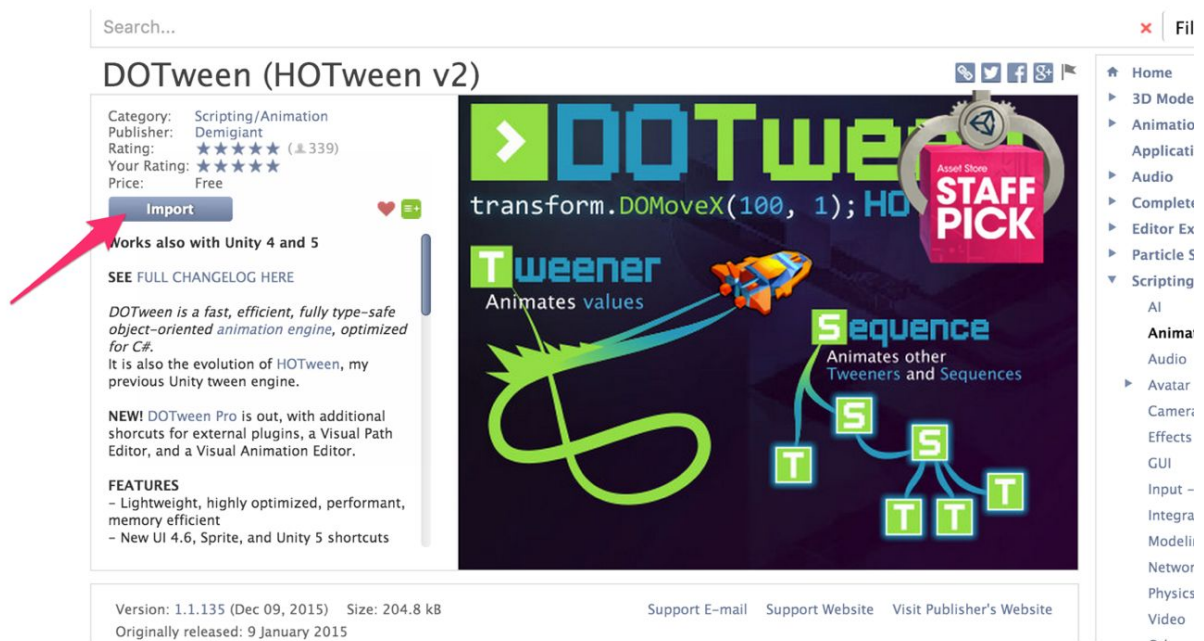 Search...
× Fil
DOTween (HOTween v2)
Category: Scripting/Animation
Publisher: Demigiant
Rating: ★★★★★ (339)
Your Rating: ★★★★★
Price: Free
Import
Works also with Unity 4 and 5
SEE FULL CHANGELOG HERE
DOTween is a fast, efficient, fully type-safe
object-oriented animation engine, optimized
for C#.
It is also the evolution of HOTween, my
previous Unity tween engine.
NEW! DOTween Pro is out, with additional
shorcuts for external plugins, a Visual Path
Editor, and a Visual Animation Editor.
FEATURES
- Lightweight, highly optimized, performant,
memory efficient
- New UI 4.6, Sprite, and Unity 5 shortcuts
> DOTween
transform.DOMoveX(100, 1); HO
Asset Store
STAFF
PICK
Tweener
Animates values
Sequence
Animates other
Tweeners and Sequences
S
S S
T T
T T
Version: 1.1.135 (Dec 09, 2015) Size: 204.8 kB
Originally released: 9 January 2015
Support E-mail Support Website Visit Publisher's Website
Home
3D Mode
Animatio
Applicati
Audio
Complete
Editor Ex
Particle S
Scripting
AI
Animat
Audio
Avatar
Camera
Effects
GUI
Input -
Integra
Modelin
Networ
Physics
Video